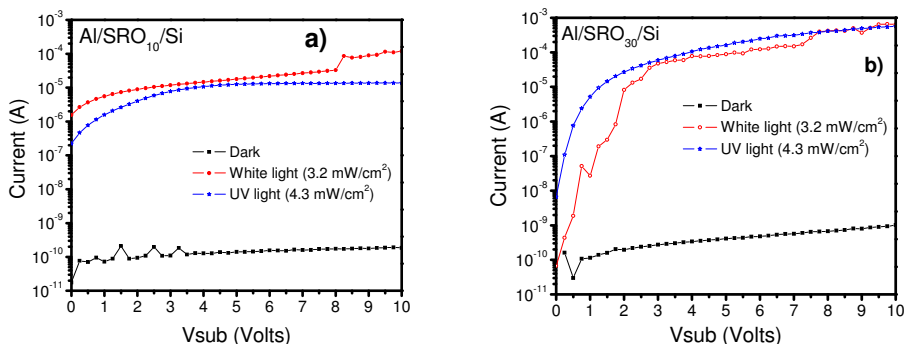 Al/SRO₁₀/Si
a)
Current (A)
10⁻³
10⁻⁴
10⁻⁵
10⁻⁶
10⁻⁷
10⁻⁸
10⁻⁹
10⁻¹⁰
10⁻¹¹
Dark
White light (3.2 mW/cm²)
UV light (4.3 mW/cm²)
0 1 2 3 4 5 6 7 8 9 10
Vsub (Volts)
Al/SRO₃₀/Si
b)
Current (A)
10⁻³
10⁻⁴
10⁻⁵
10⁻⁶
10⁻⁷
10⁻⁸
10⁻⁹
10⁻¹⁰
10⁻¹¹
Dark
White light (3.2 mW/cm²)
UV light (4.3 mW/cm²)
0 1 2 3 4 5 6 7 8 9 10
Vsub (Volts)